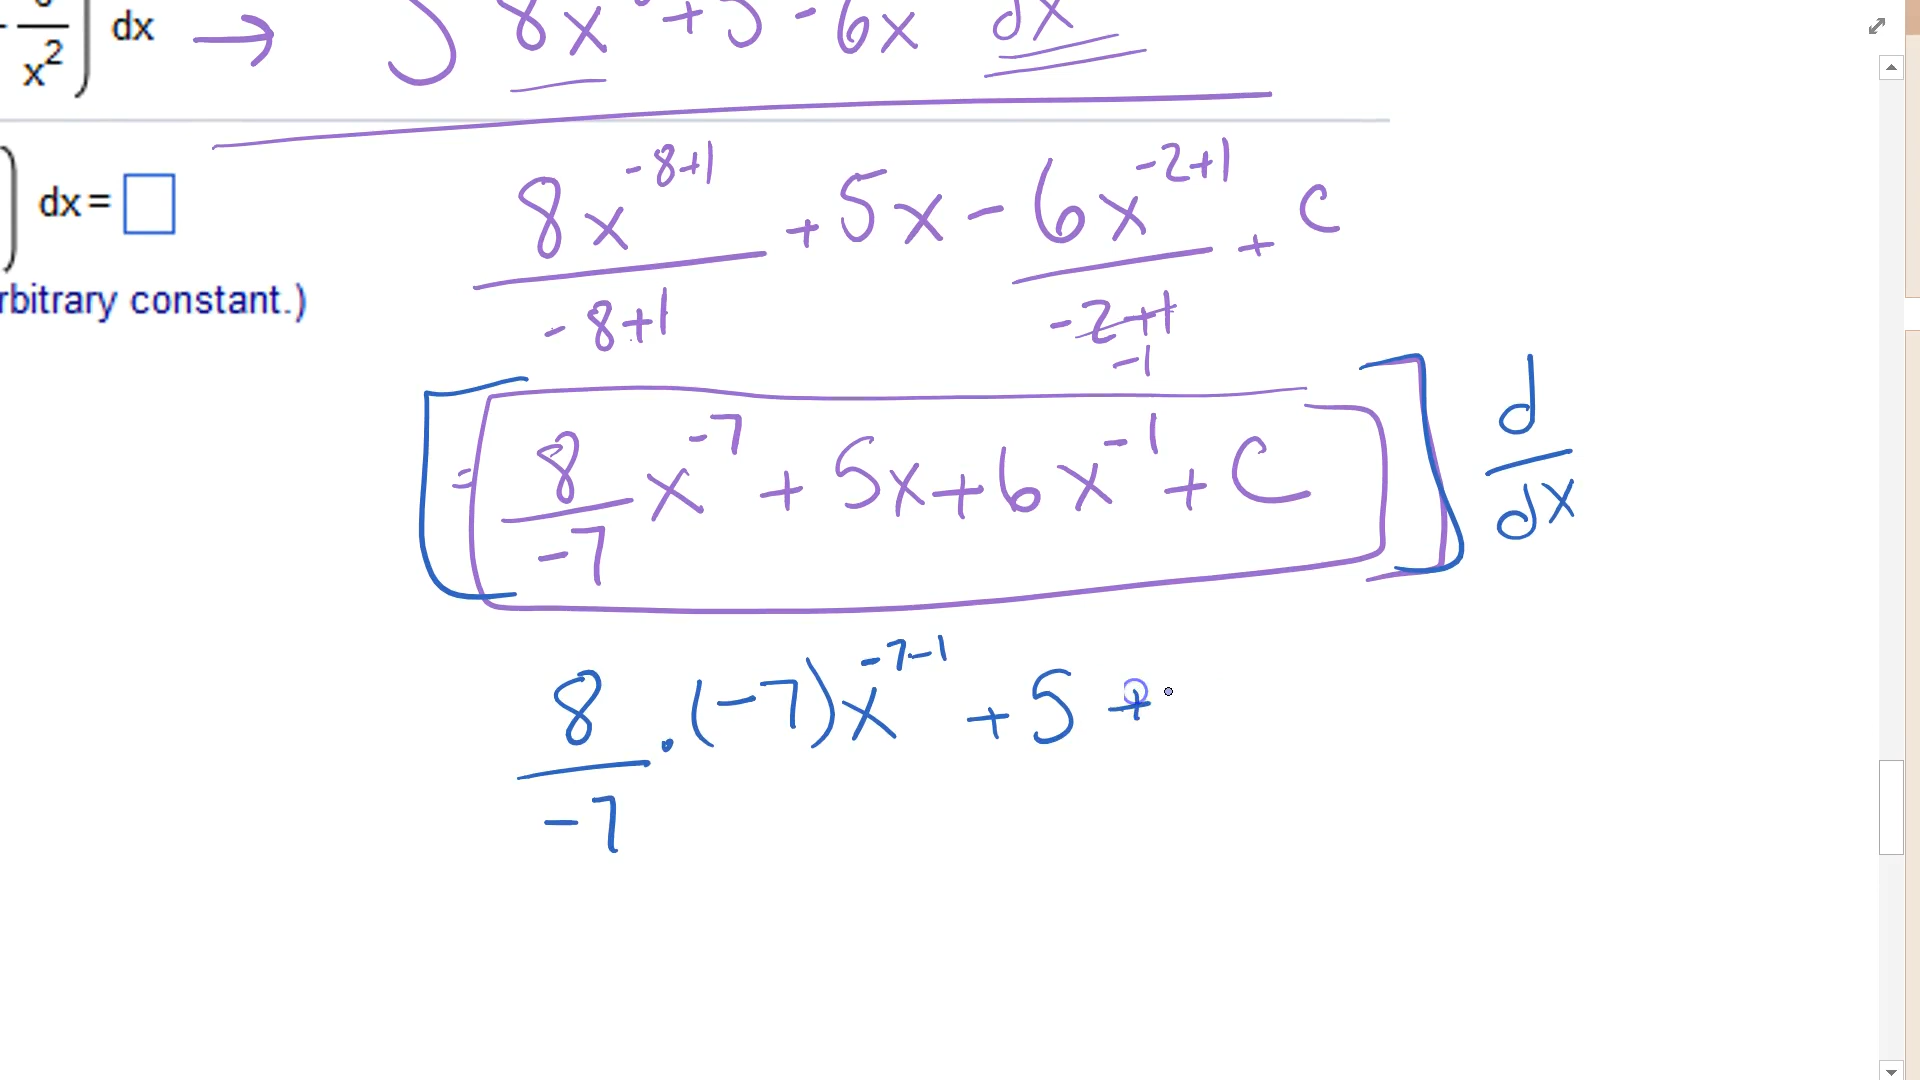 x^2 ) dx → ∫ 8x + 5 - 6x dx
) dx =
8x^{-8+1} / -8+1 + 5x - 6x^{-2+1} / -2+1 + C
-1
rbitrary constant.)
= [ 8/-7 x^{-7} + 5x + 6x^{-1} + C ] d/dx
8/-7 . (-7)x^{-7-1} + 5 +